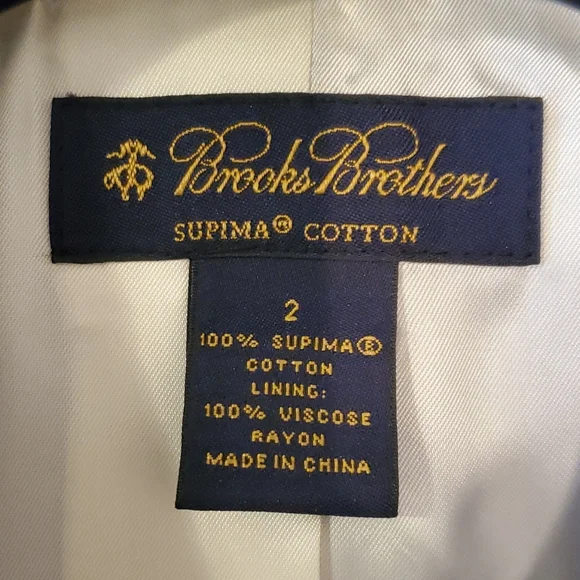 Brooks Brothers
SUPIMA® COTTON
2
100% SUPIMA®
COTTON
LINING:
100% VISCOSE
RAYON
MADE IN CHINA